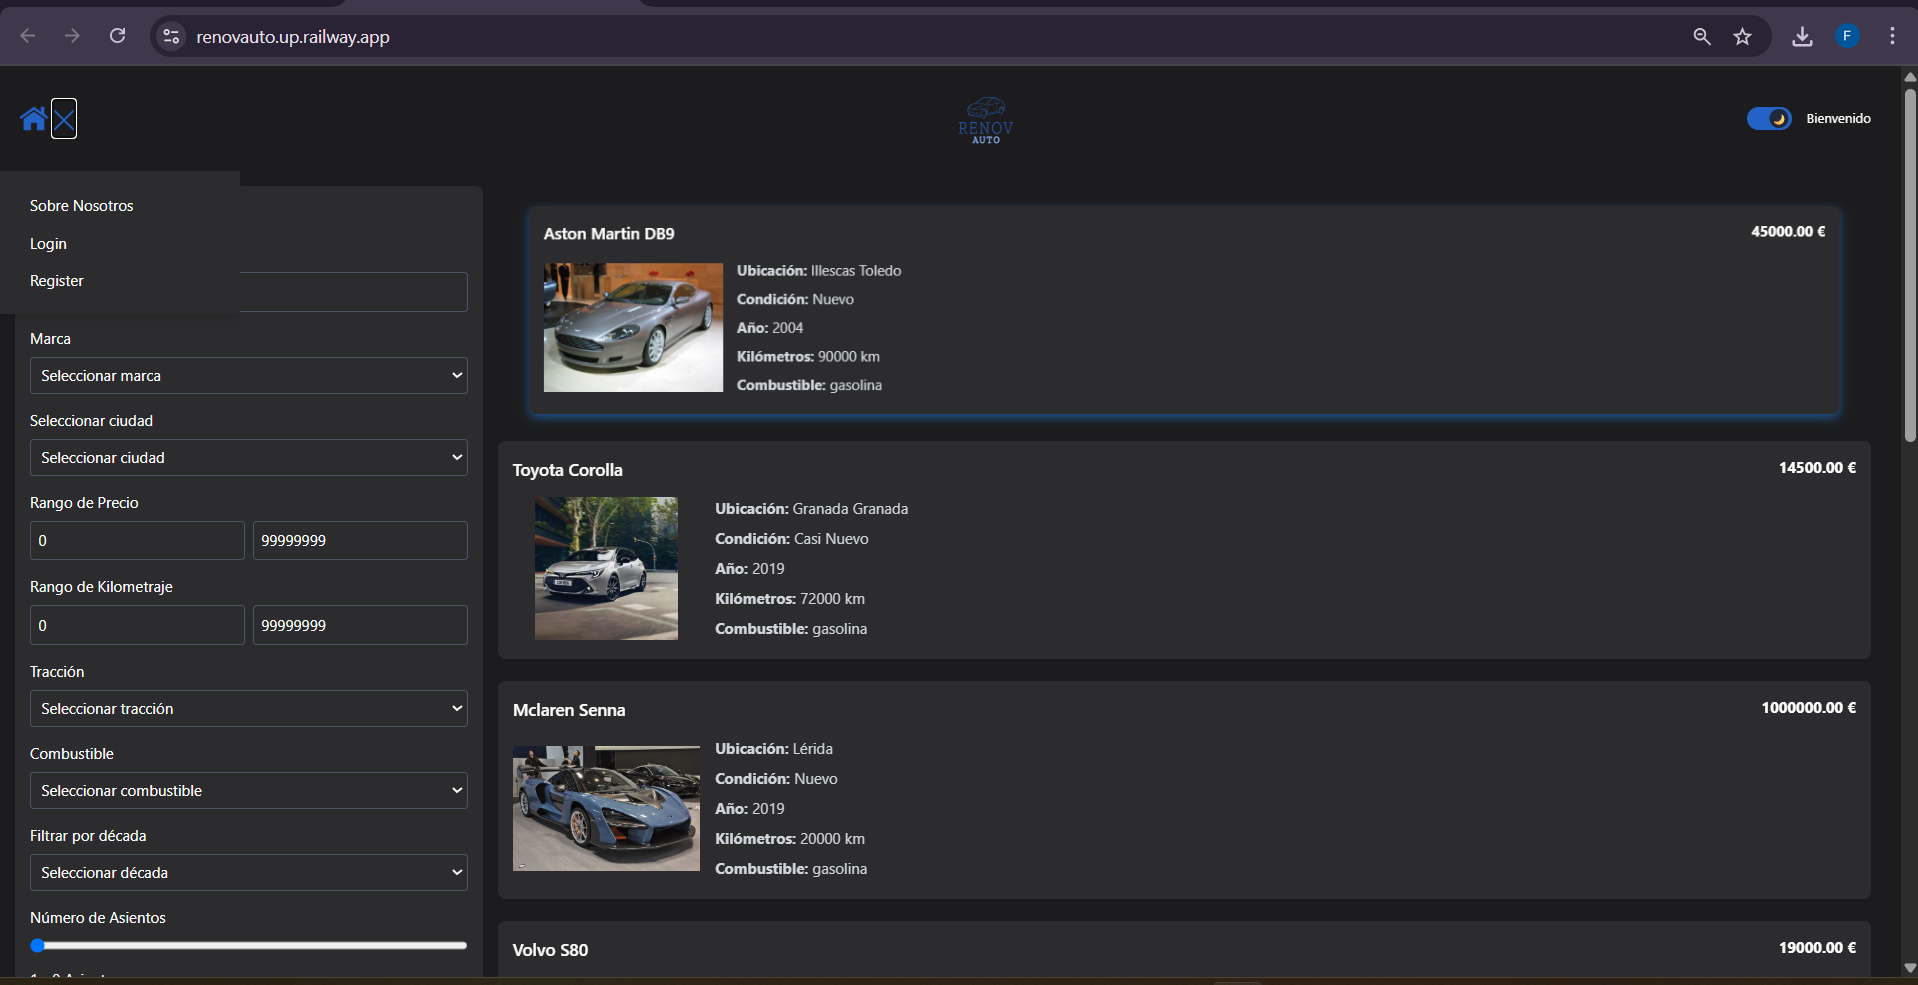 renovauto.up.railway.app
F
RENOV
AUTO
Bienvenido
Sobre Nosotros
Login
Register
Marca
Seleccionar marca
Seleccionar ciudad
Seleccionar ciudad
Rango de Precio
0
99999999
Rango de Kilometraje
0
99999999
Tracción
Seleccionar tracción
Combustible
Seleccionar combustible
Filtrar por década
Seleccionar década
Número de Asientos
Aston Martin DB9
45000.00 €
Ubicación: Illescas Toledo
Condición: Nuevo
Año: 2004
Kilómetros: 90000 km
Combustible: gasolina
Toyota Corolla
14500.00 €
Ubicación: Granada Granada
Condición: Casi Nuevo
Año: 2019
Kilómetros: 72000 km
Combustible: gasolina
Mclaren Senna
1000000.00 €
Ubicación: Lérida
Condición: Nuevo
Año: 2019
Kilómetros: 20000 km
Combustible: gasolina
Volvo S80
19000.00 €